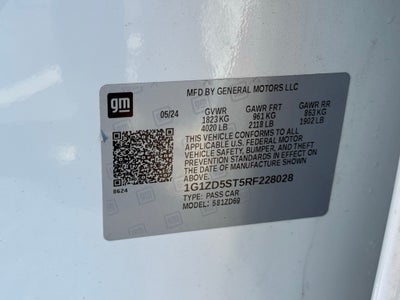 gm
MFD BY GENERAL MOTORS LLC
05/24 GVWR GAWR FRT GAWR RR
1823 KG 961 KG 863 KG
4020 LB 2118 LB 1902 LB
THIS VEHICLE CONFORMS TO ALL
APPLICABLE U.S. FEDERAL MOTOR
VEHICLE SAFETY, BUMPER, AND THEFT
PREVENTION STANDARDS IN EFFECT ON
THE DATE OF MANUFACTURE SHOWN
ABOVE.
1G1ZD5ST5RF228028
TYPE: PASS CAR
MODEL: 581ZD69
8624